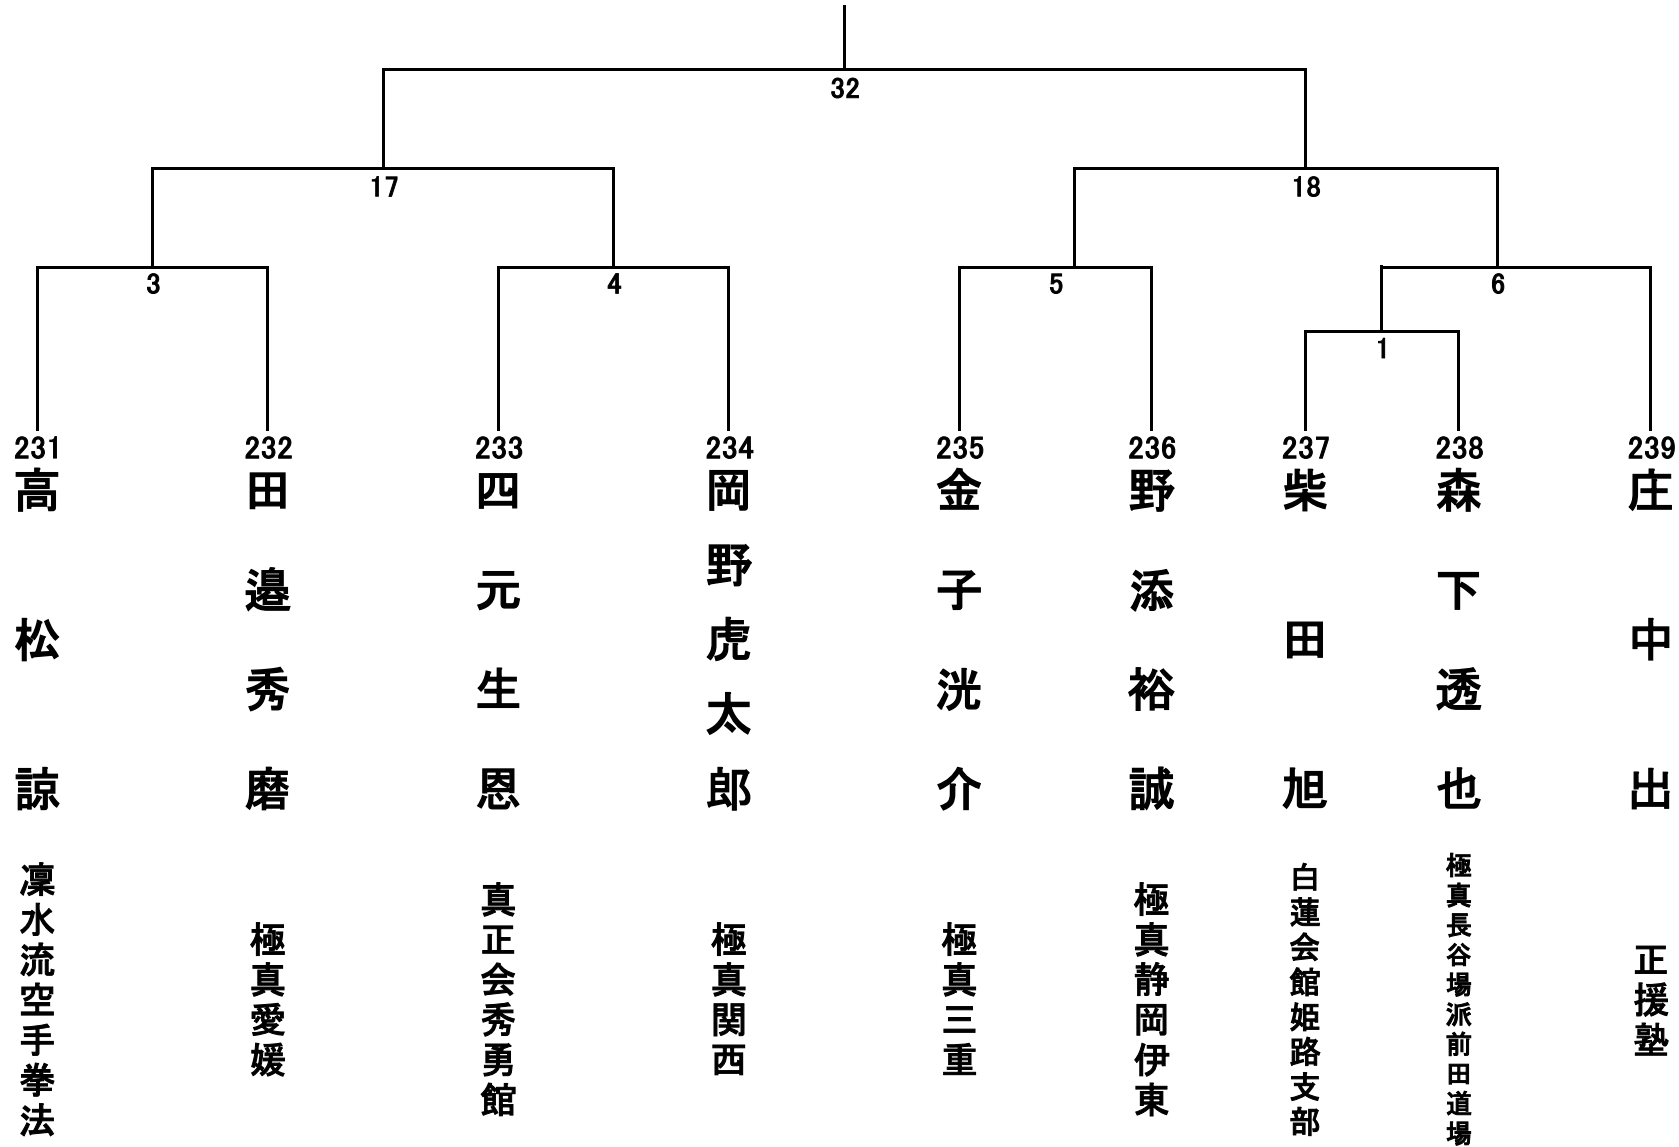 32
17
18
3
4
5
6
1
231
232
233
234
235
236
237
238
239
高松諒
田邉秀磨
四元生恩
岡野虎太郎
金子洸介
野添裕誠
柴田旭
森下透也
庄中出
凜水流空手拳法
極真愛媛
真正会秀勇館
極真関西
極真三重
極真静岡伊東
白蓮会館姫路支部
極真長谷場派前田道場
正援塾